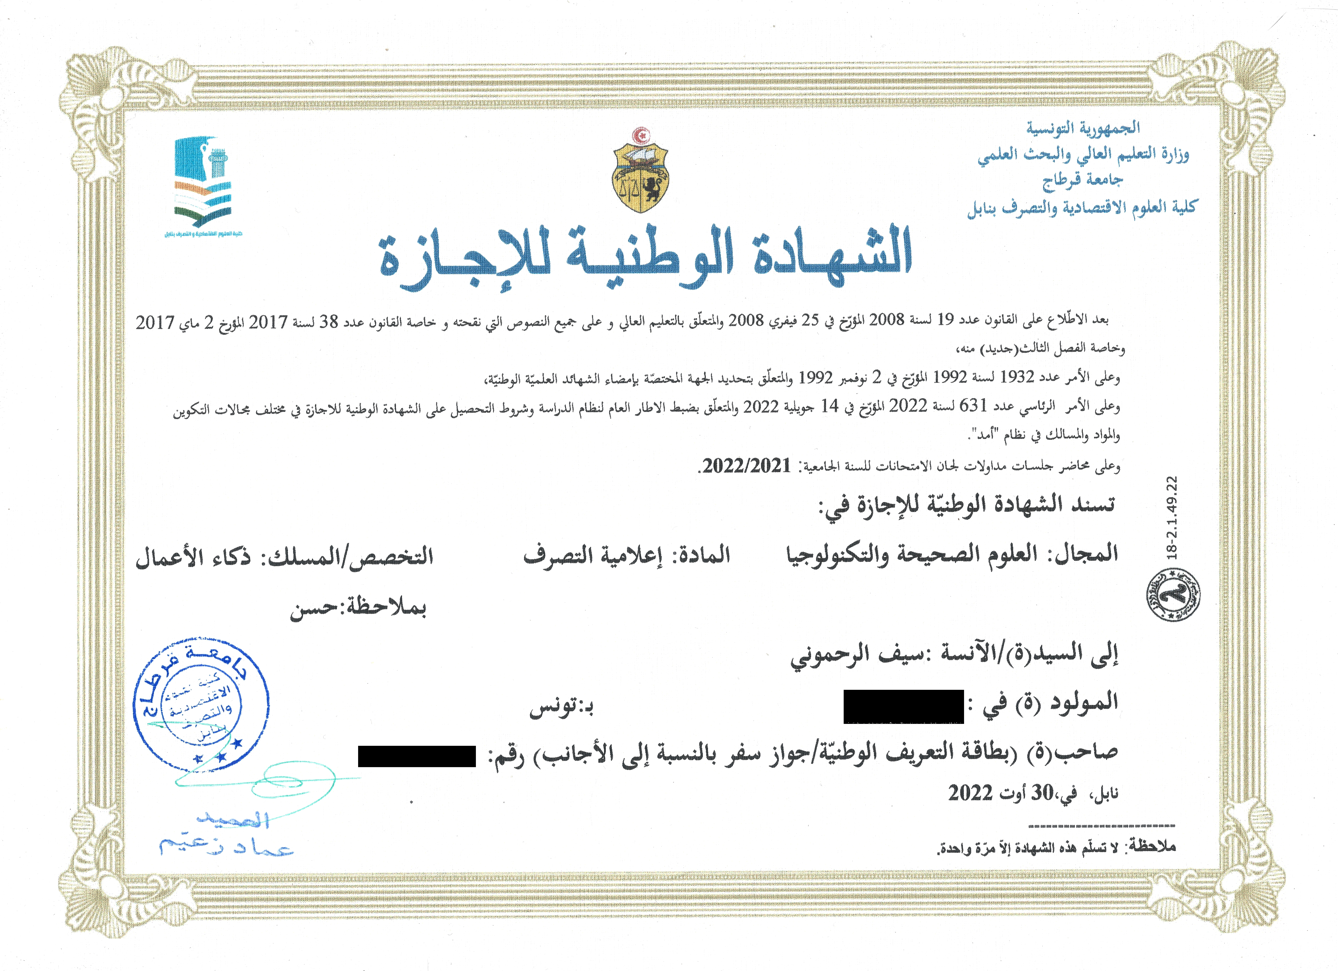 الجمهورية التونسية
وزارة التعليم العالي والبحث العلمي
جامعة قرطاج
كلية العلوم الاقتصادية والتصرف بنابل
كلية العلوم الاقتصادية و التصرف بنابل
الشهادة الوطنية للإجازة
بعد الاطّلاع على القانون عدد 19 لسنة 2008 المؤرّخ في 25 فيفري 2008 والمتعلّق بالتعليم العالي و على جميع النصوص التي نقحته و خاصة القانون عدد 38 لسنة 2017 المؤرخ 2 ماي 2017
وخاصة الفصل الثالث(جديد) منه،
وعلى الأمر عدد 1932 لسنة 1992 المؤرّخ في 2 نوفمبر 1992 والمتعلّق بتحديد الجهة المختصّة بإمضاء الشهائد العلميّة الوطنيّة،
وعلى الأمر الرئاسي عدد 631 لسنة 2022 المؤرّخ في 14 جويلية 2022 والمتعلّق بضبط الاطار العام لنظام الدراسة وشروط التحصيل على الشهادة الوطنية للاجازة في مختلف مجالات التكوين
والمواد والمسالك في نظام "أمد".
وعلى محاضر جلسات مداولات لجان الامتحانات للسنة الجامعية: 2022/2021.
تسند الشهادة الوطنيّة للإجازة في:
المجال: العلوم الصحيحة والتكنولوجيا المادة: إعلامية التصرف التخصص/المسلك: ذكاء الأعمال
بملاحظة:حسن
18-2.1.49.22
إلى السيد(ة)/الآنسة :سيف الرحموني
المولود (ة) في : بـ:تونس
صاحب(ة) (بطاقة التعريف الوطنيّة/جواز سفر بالنسبة إلى الأجانب) رقم:
نابل، في،30 أوت 2022
جامعة قرطاج
كلية العلوم
الاقتصادية
والتصرف
بنابل
العميد
عماد زعتيم
ملاحظة: لا تسلّم هذه الشهادة إلاّ مرّة واحدة.